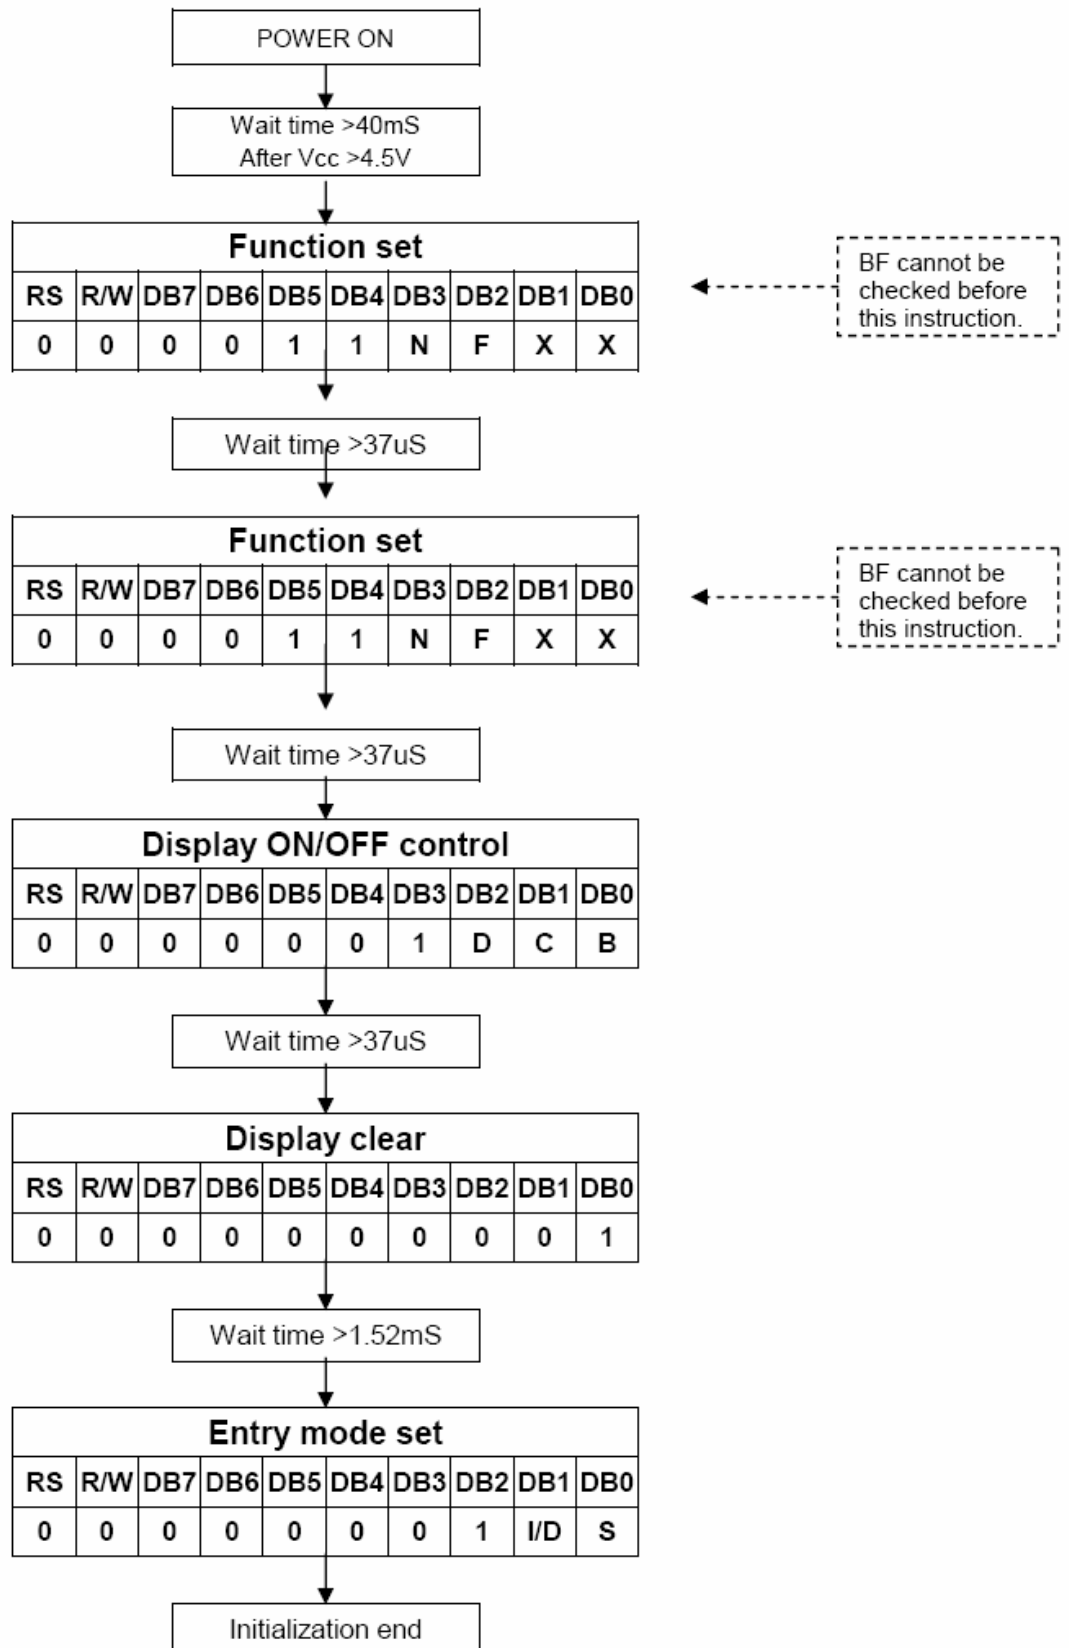 POWER ON
Wait time >40mS
After Vcc >4.5V
Function set
RS R/W DB7 DB6 DB5 DB4 DB3 DB2 DB1 DB0
0 0 0 0 1 1 N F X X
BF cannot be
checked before
this instruction.
Wait time >37uS
Function set
RS R/W DB7 DB6 DB5 DB4 DB3 DB2 DB1 DB0
0 0 0 0 1 1 N F X X
BF cannot be
checked before
this instruction.
Wait time >37uS
Display ON/OFF control
RS R/W DB7 DB6 DB5 DB4 DB3 DB2 DB1 DB0
0 0 0 0 0 0 1 D C B
Wait time >37uS
Display clear
RS R/W DB7 DB6 DB5 DB4 DB3 DB2 DB1 DB0
0 0 0 0 0 0 0 0 0 1
Wait time >1.52mS
Entry mode set
RS R/W DB7 DB6 DB5 DB4 DB3 DB2 DB1 DB0
0 0 0 0 0 0 0 1 I/D S
Initialization end